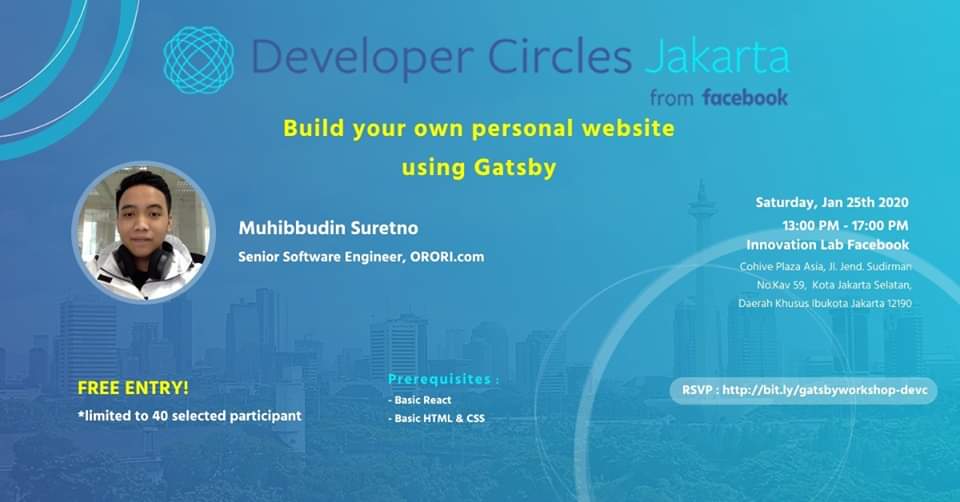 Developer Circles Jakarta
from facebook
Build your own personal website
using Gatsby
Muhibbudin Suretno
Senior Software Engineer, ORORI.com
Saturday, Jan 25th 2020
13:00 PM - 17:00 PM
Innovation Lab Facebook
Cohive Plaza Asia, Jl. Jend. Sudirman
No.Kav 59, Kota Jakarta Selatan,
Daerah Khusus Ibukota Jakarta 12190
FREE ENTRY!
*limited to 40 selected participant
Prerequisites :
- Basic React
- Basic HTML & CSS
RSVP : http://bit.ly/gatsbyworkshop-devc